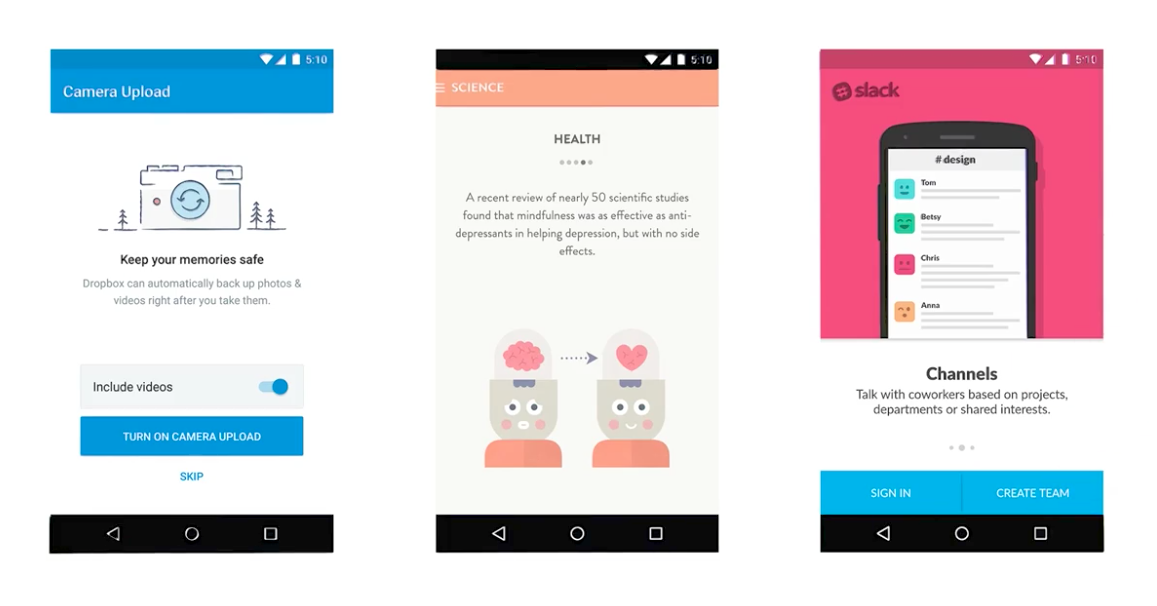 5:10
Camera Upload
Keep your memories safe
Dropbox can automatically back up photos &
videos right after you take them.
Include videos
TURN ON CAMERA UPLOAD
SKIP
5:10
SCIENCE
HEALTH
A recent review of nearly 50 scientific studies
found that mindfulness was as effective as anti-
depressants in helping depression, but with no side
effects.
5:10
slack
# design
Tom
Betsy
Chris
Anna
Channels
Talk with coworkers based on projects,
departments or shared interests.
SIGN IN
CREATE TEAM